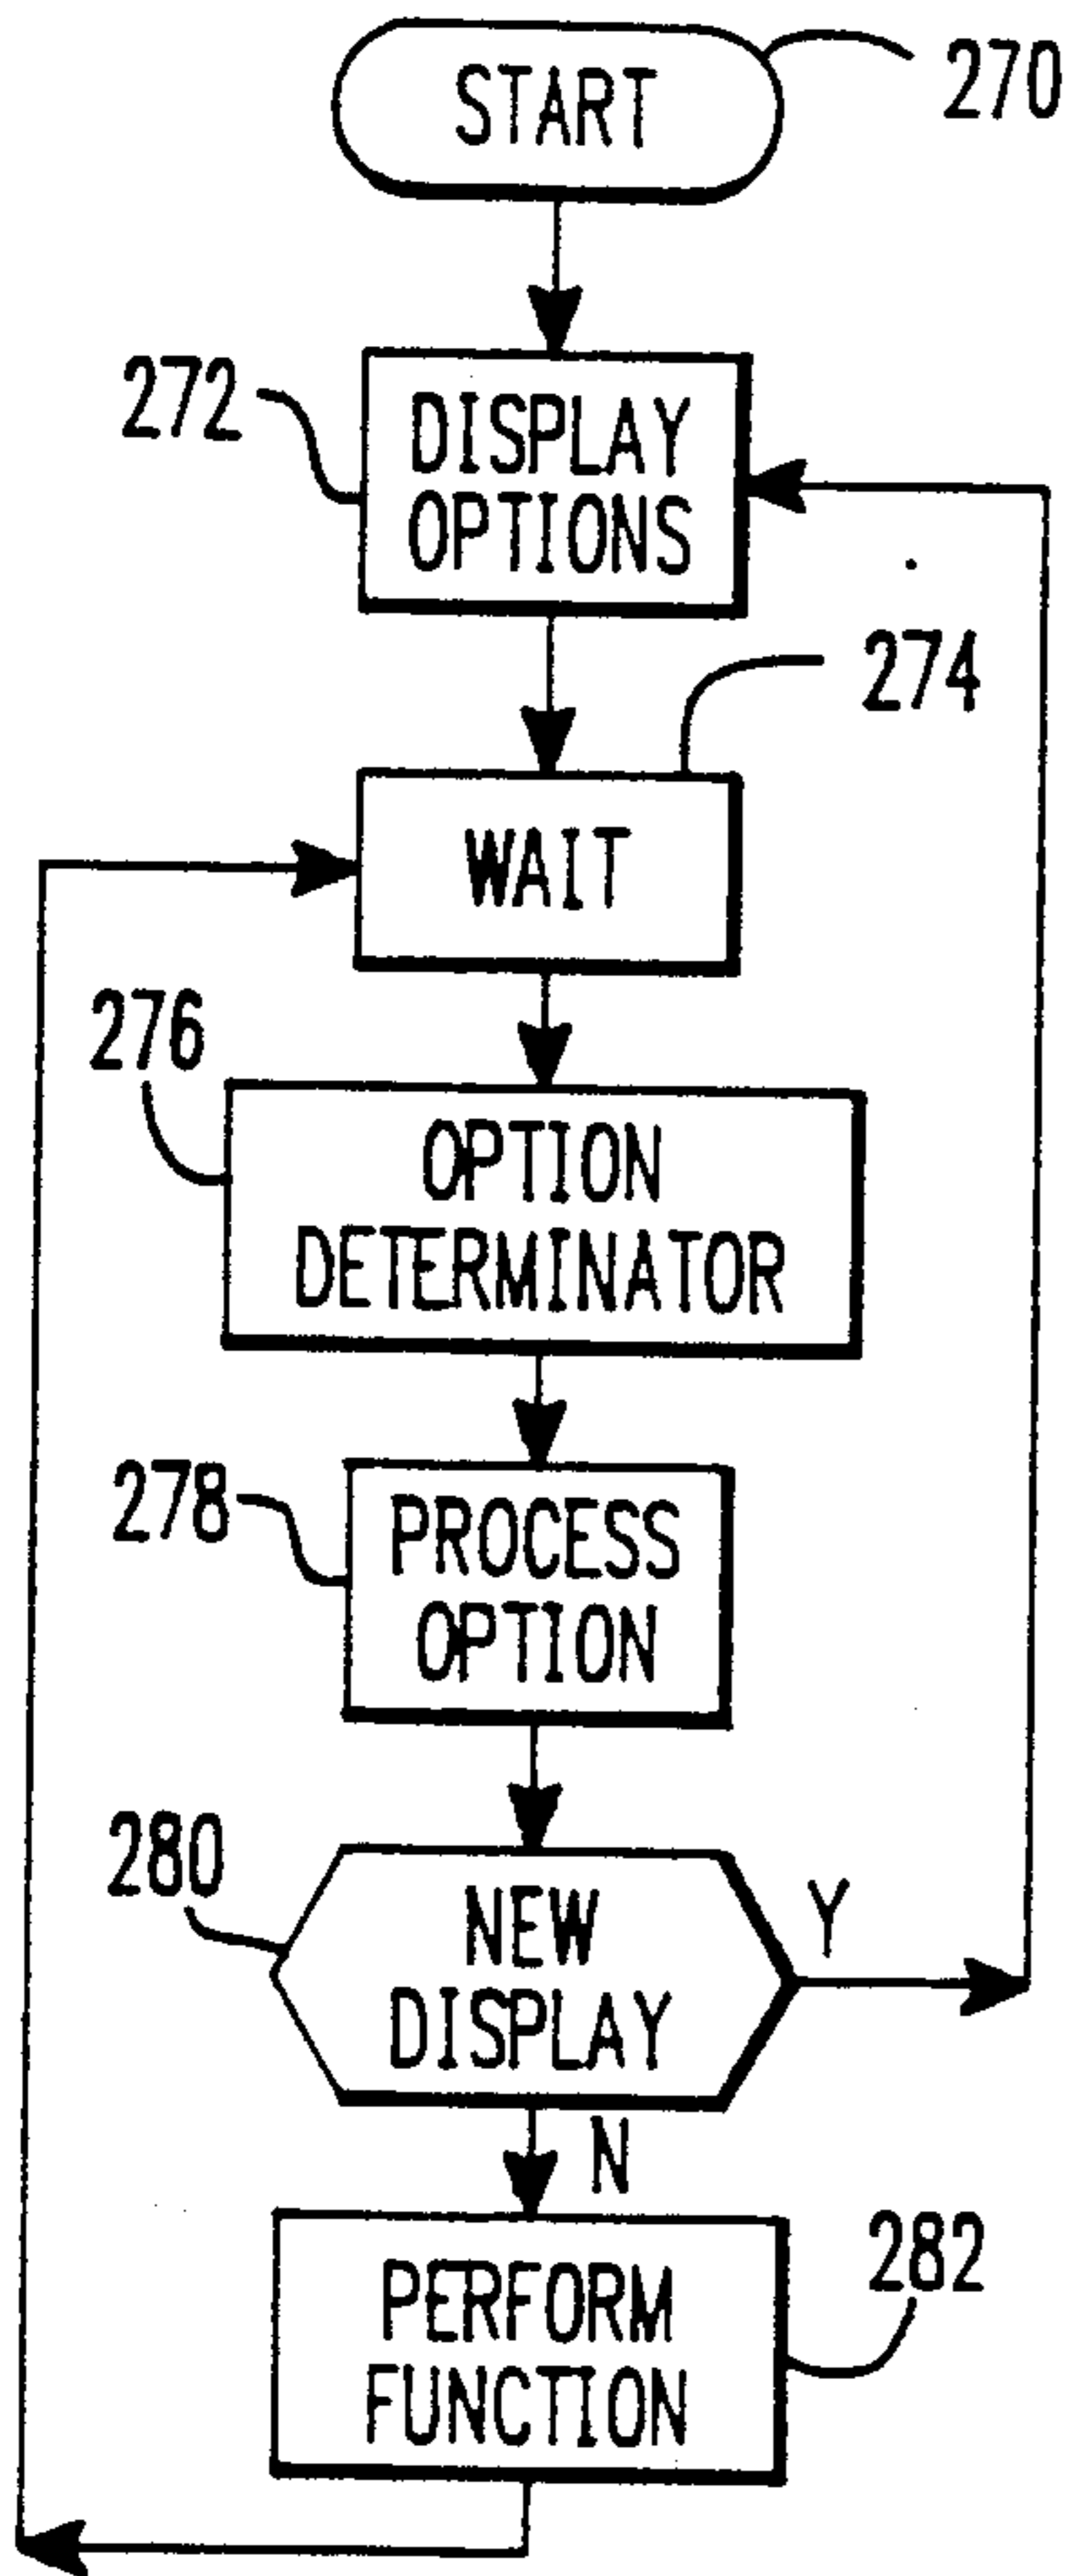 START
270
272
DISPLAY
OPTIONS
274
WAIT
276
OPTION
DETERMINATOR
278
PROCESS
OPTION
280
NEW
DISPLAY
Y
N
282
PERFORM
FUNCTION